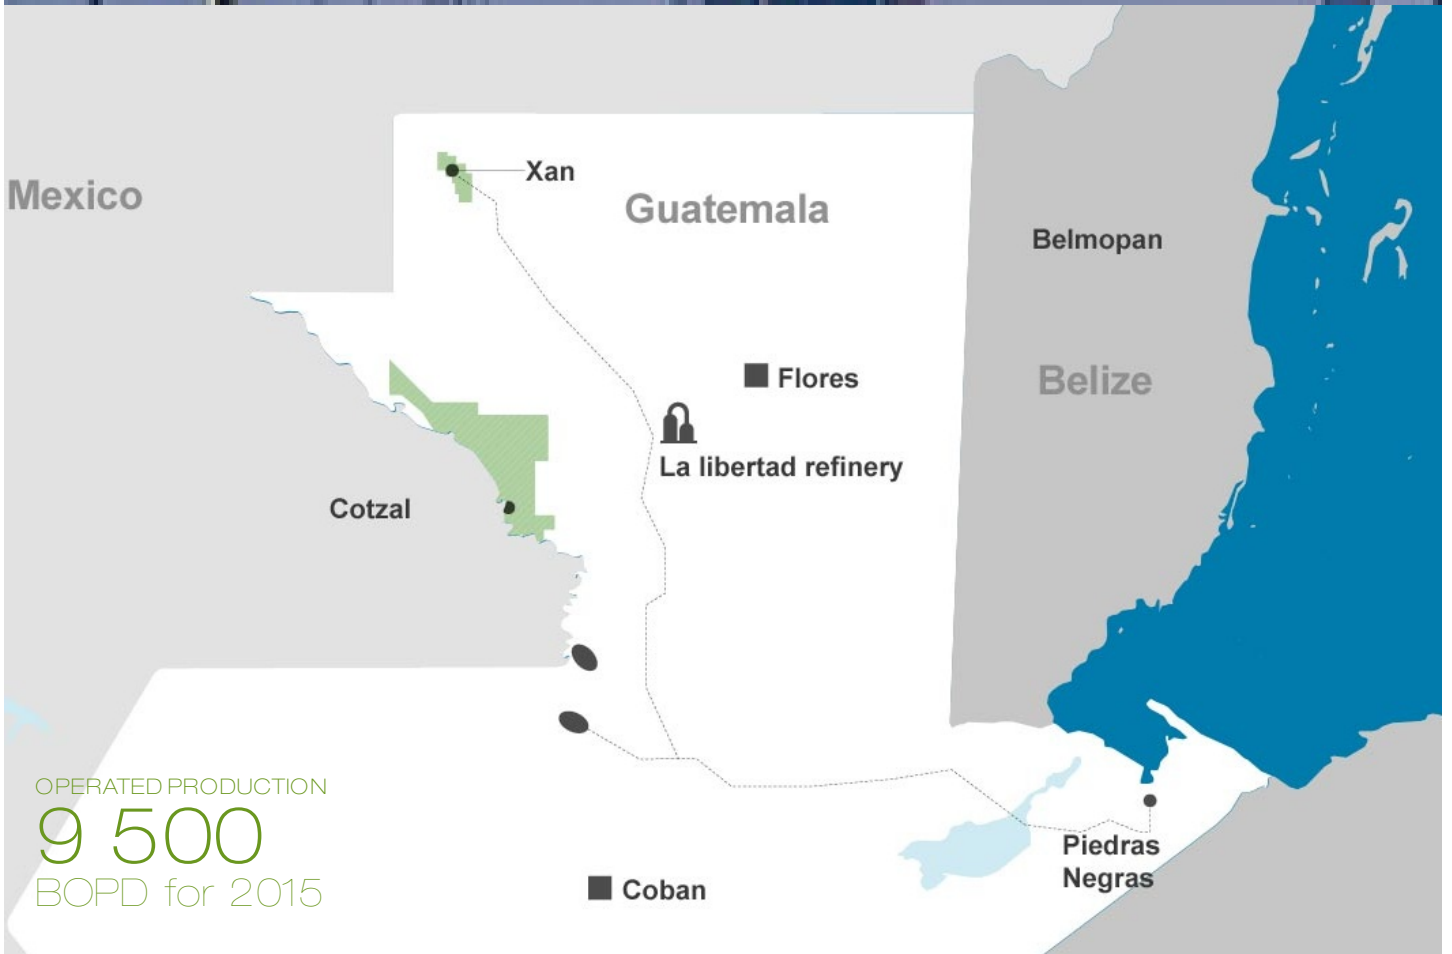 Xan
Mexico
Guatemala
Belmopan
Flores
Belize
La libertad refinery
Cotzal
OPERATED PRODUCTION
9 500
BOPD for 2015
Piedras
Negras
Coban